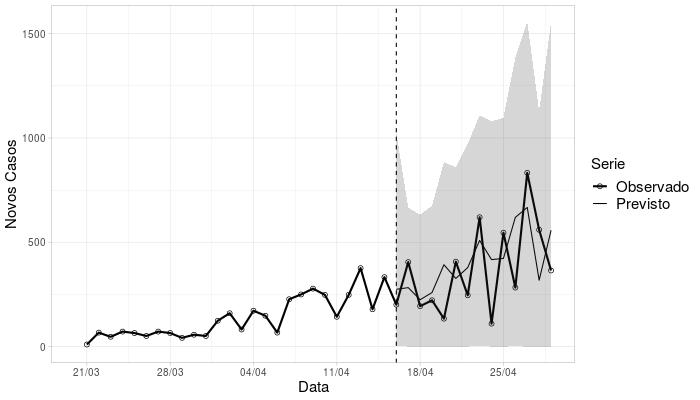 1500
1000
500
0
Novos Casos
21/03 28/03 04/04 11/04 18/04 25/04
Data
Serie
Observado
Previsto